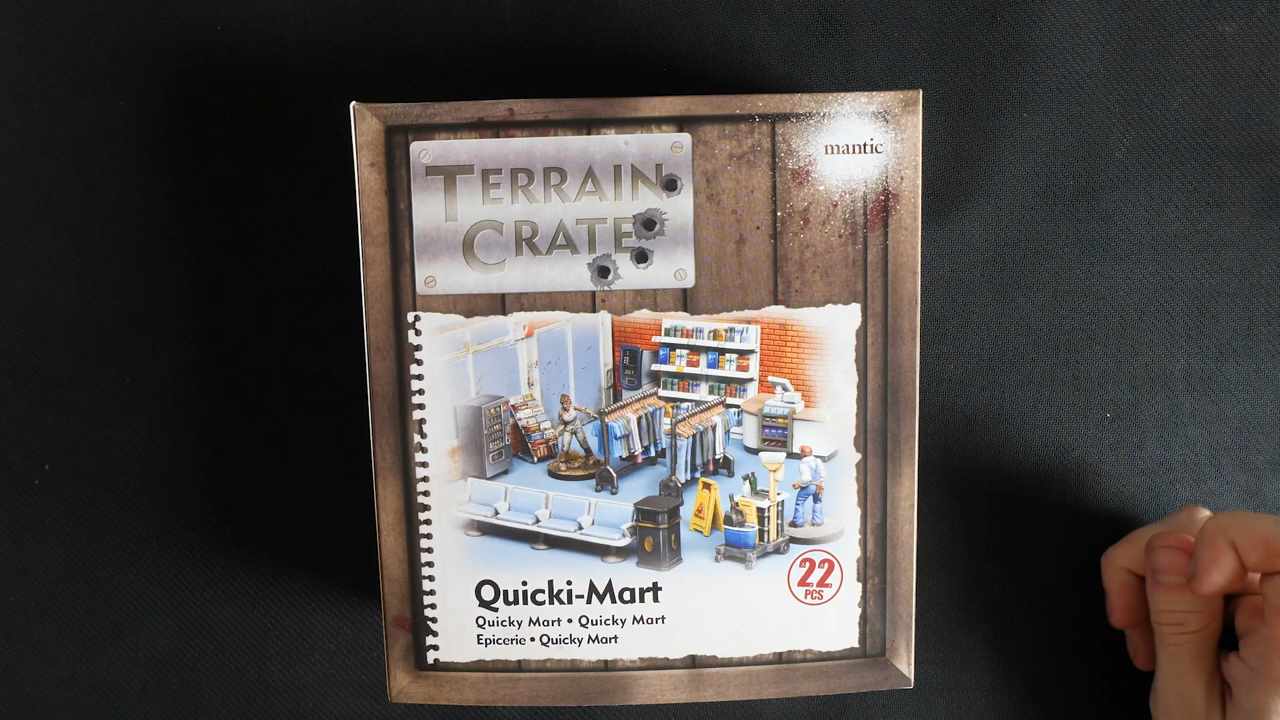 mantic
TERRAIN
CRATE
Quicki-Mart
Quicky Mart • Quicky Mart
Epicerie • Quicky Mart
22
PCS